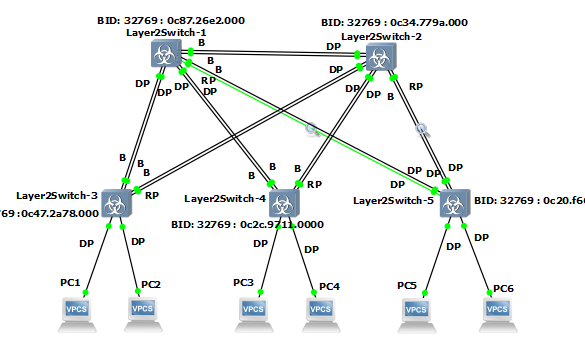 BID: 32769 : 0c87.26e2.000
BID: 32769 : 0c34.779a.000
Layer2Switch-1
Layer2Switch-2
B
DP
B
DP
B
DP
DP
DP
DP
RP
DP
DP
DP
B
RP
B
B
B
RP
B
B
B
RP
DP
DP
DP
Layer2Switch-3
Layer2Switch-4
Layer2Switch-5
769 : 0c47.2a78.000
BID: 32769 : 0c2c.9711.0000
BID: 32769 : 0c20.f6
DP
DP
DP
DP
DP
DP
PC1
PC2
PC3
PC4
PC5
PC6
VPCS
VPCS
VPCS
VPCS
VPCS
VPCS